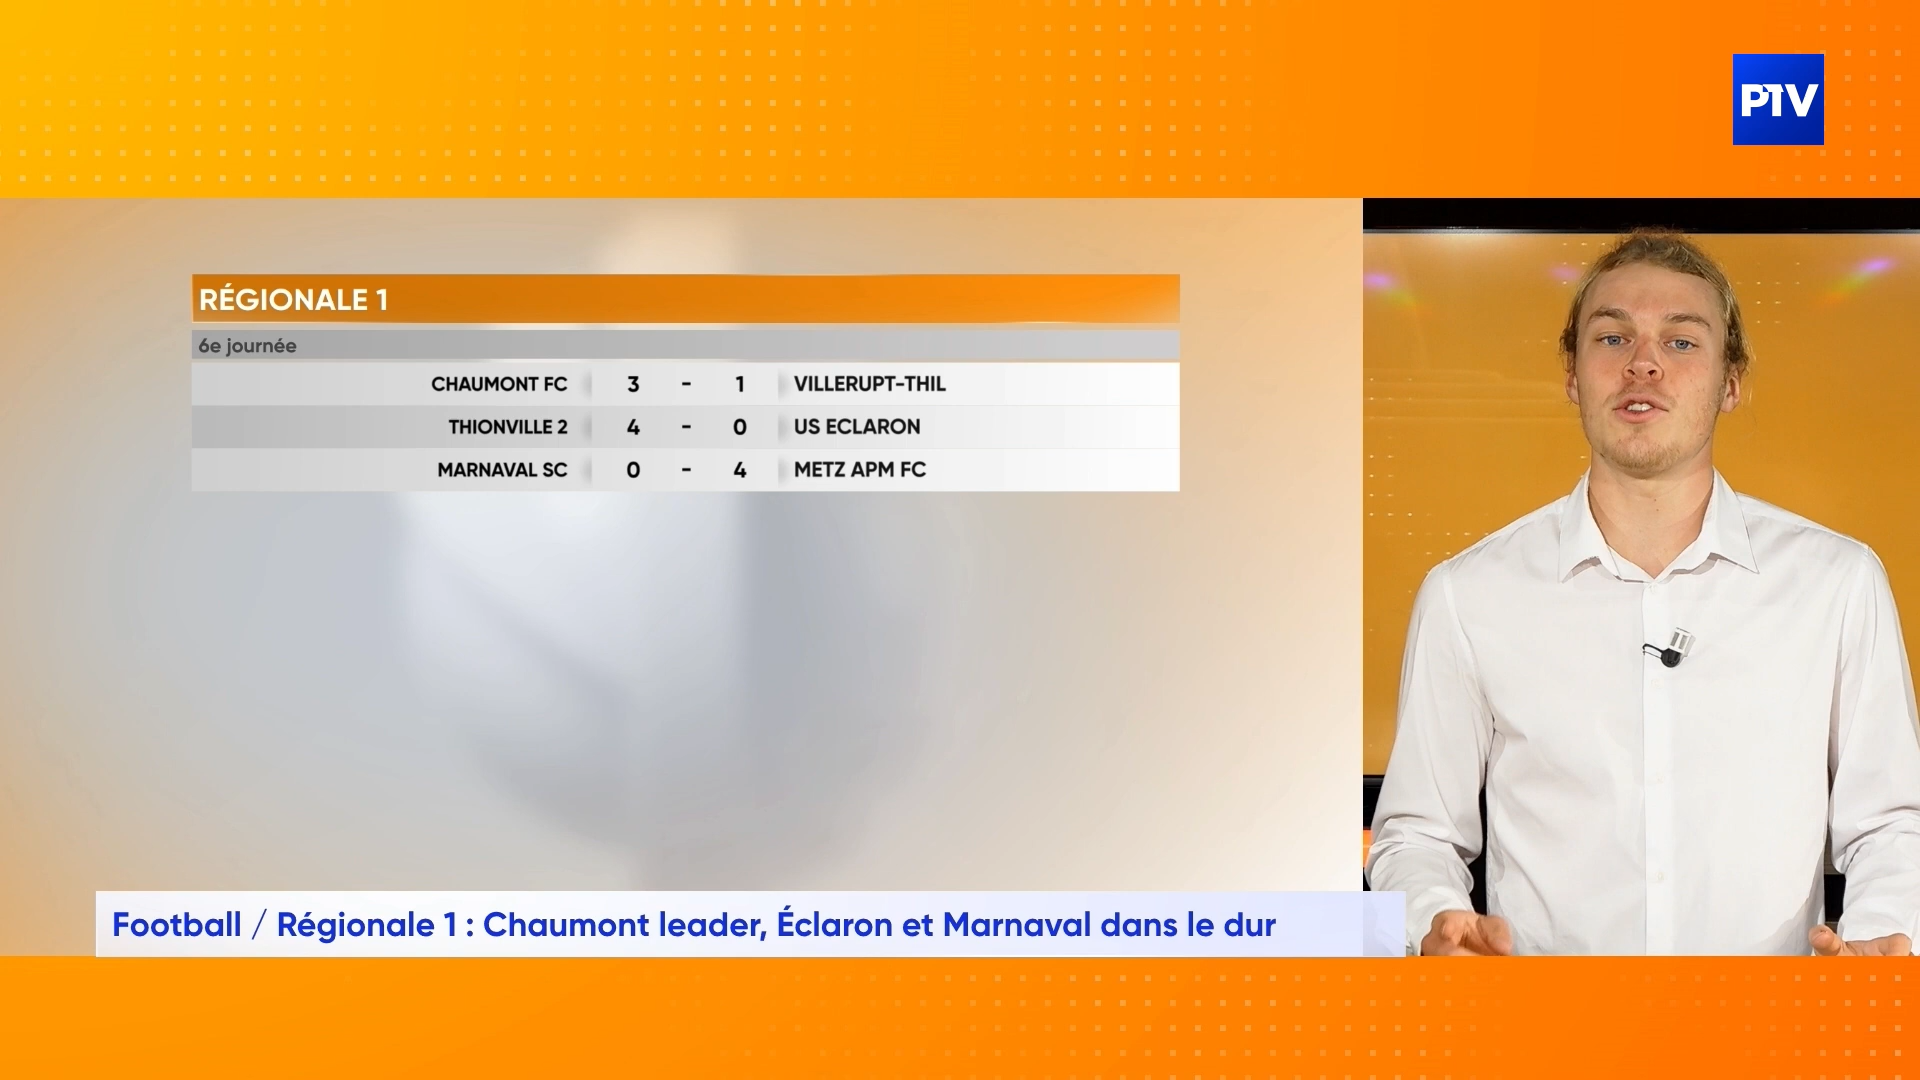 PTV
RÉGIONALE 1
6e journée
CHAUMONT FC 3 - 1 VILLERUPT-THIL
THIONVILLE 2 4 - 0 US ECLARON
MARNAVAL SC 0 - 4 METZ APM FC
Football / Régionale 1 : Chaumont leader, Éclaron et Marnaval dans le dur